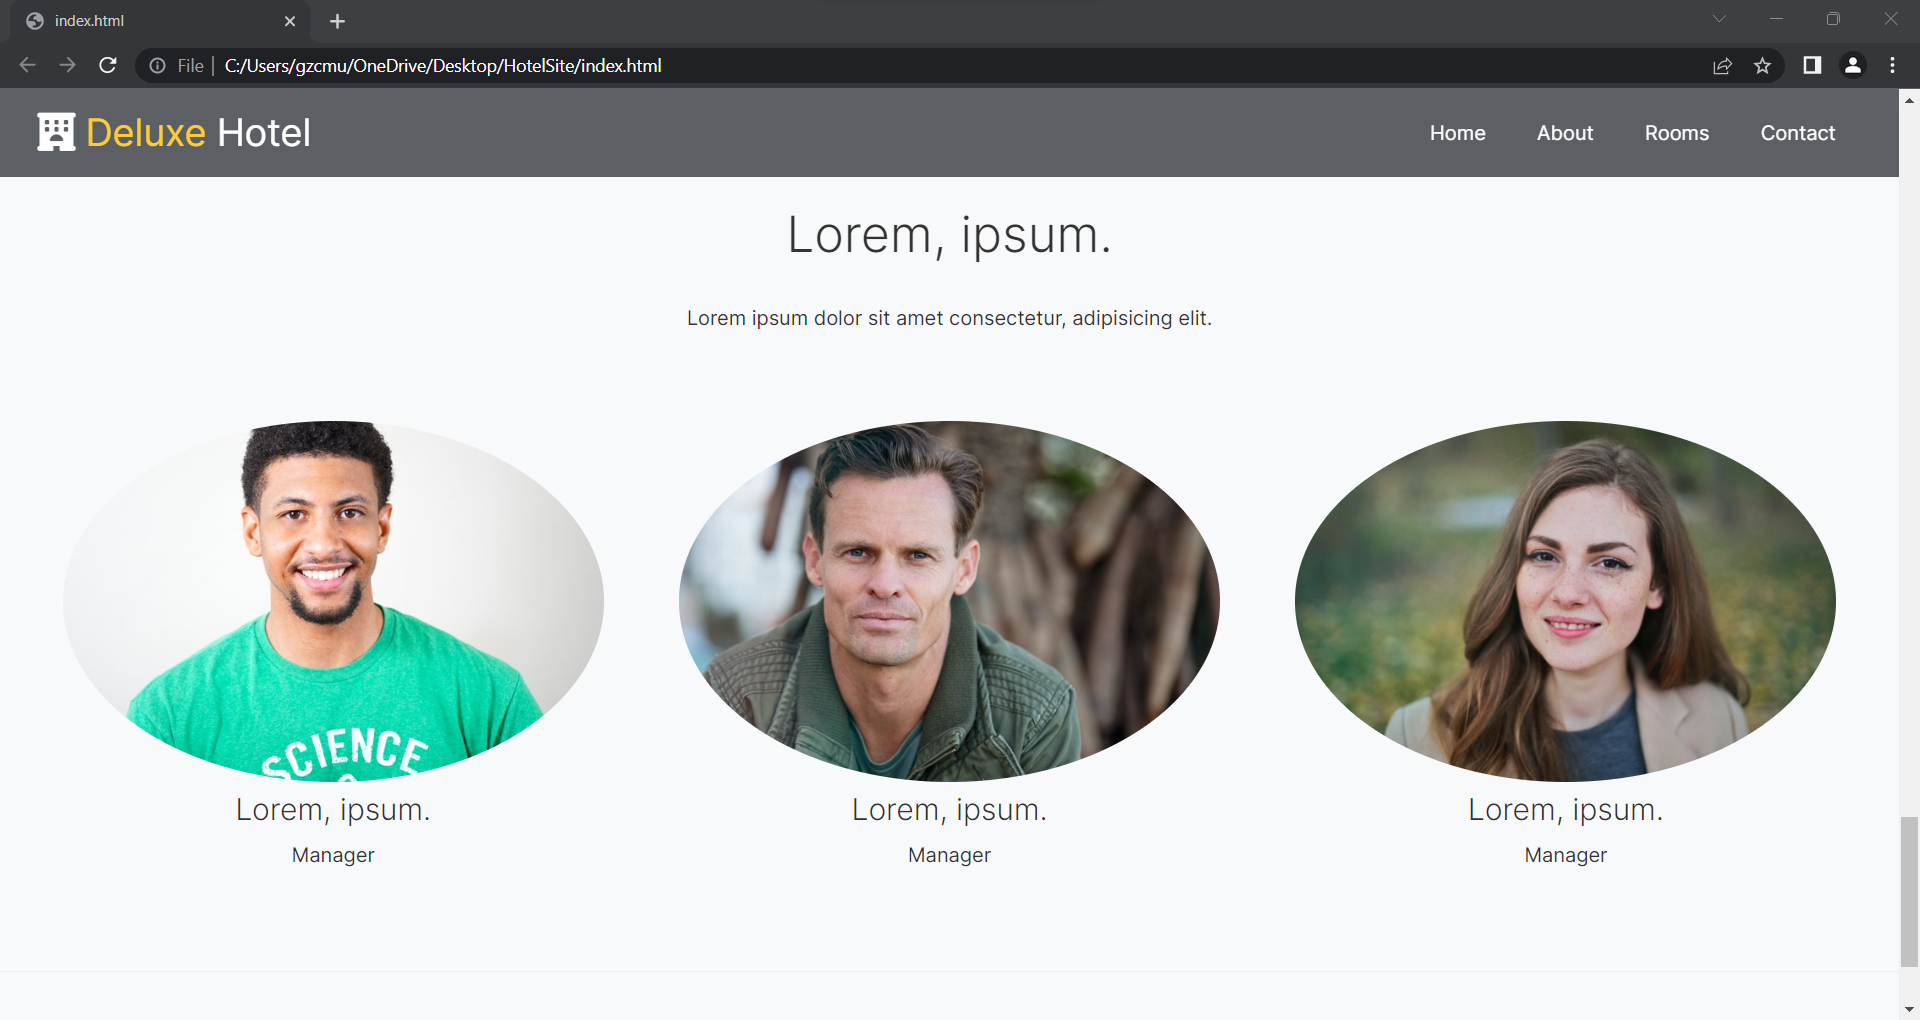 index.html
File | C:/Users/gzcmu/OneDrive/Desktop/HotelSite/index.html
Deluxe Hotel
Home About Rooms Contact
Lorem, ipsum.
Lorem ipsum dolor sit amet consectetur, adipisicing elit.
SCIENCE
Lorem, ipsum.
Manager
Lorem, ipsum.
Manager
Lorem, ipsum.
Manager